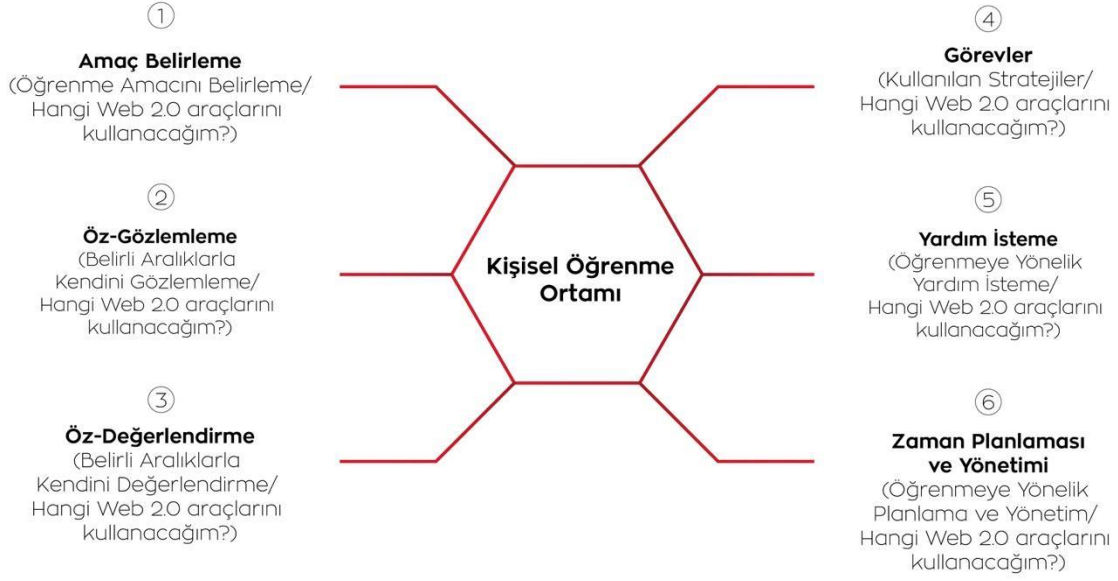 ①
Amaç Belirleme
(Öğrenme Amacını Belirleme/
Hangi Web 2.0 araçlarını
kullanacağım?)
②
Öz-Gözlemleme
(Belirli Aralıklarla
Kendini Gözlemleme/
Hangi Web 2.0 araçlarını
kullanacağım?)
③
Öz-Değerlendirme
(Belirli Aralıklarla
Kendini Değerlendirme/
Hangi Web 2.0 araçlarını
kullanacağım?)
Kişisel Öğrenme
Ortamı
④
Görevler
(Kullanılan Stratejiler/
Hangi Web 2.0 araçlarını
kullanacağım?)
⑤
Yardım İsteme
(Öğrenmeye Yönelik
Yardım İsteme/
Hangi Web 2.0 araçlarını
kullanacağım?)
⑥
Zaman Planlaması
ve Yönetimi
(Öğrenmeye Yönelik
Planlama ve Yönetim/
Hangi Web 2.0 araçlarını
kullanacağım?)